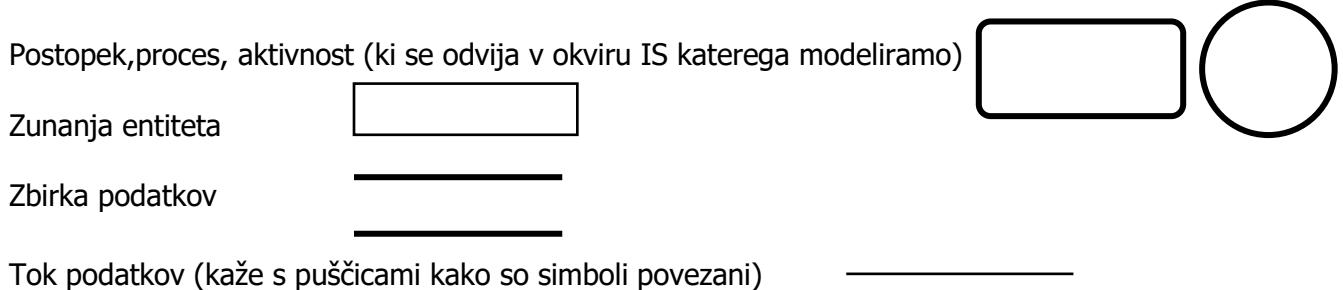 Postopek,proces, aktivnost (ki se odvija v okviru IS katerega modeliramo)
Zunanja entiteta
Zbirka podatkov
Tok podatkov (kaže s puščicami kako so simboli povezani)